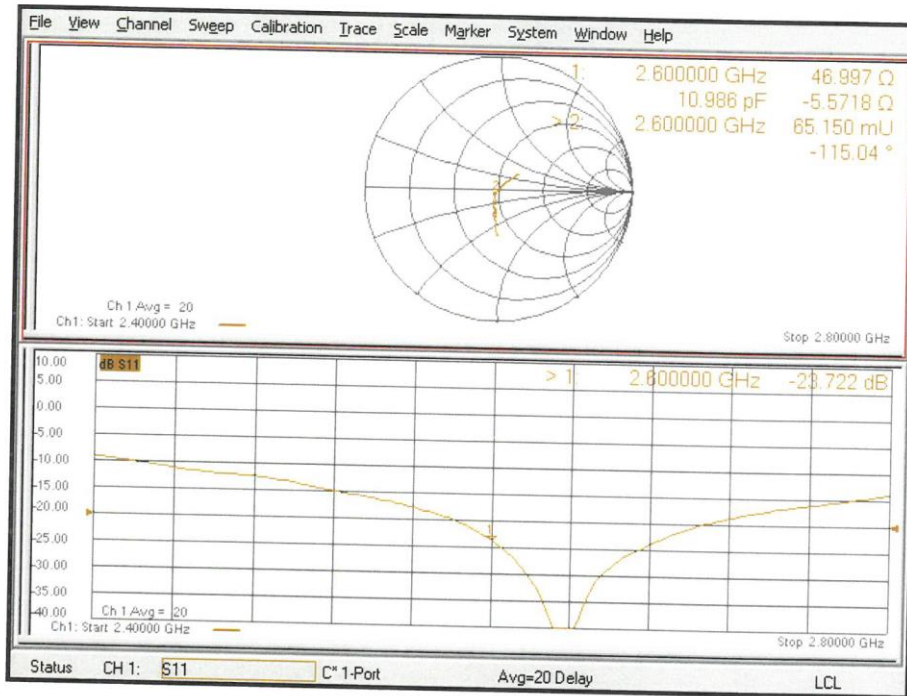 File View Channel Sweep Calibration Trace Scale Marker System Window Help
1: 2.600000 GHz 46.997 Ω
10.986 pF -5.5718 Ω
> 2: 2.600000 GHz 65.150 mU
-115.04 °
Ch 1 Avg = 20
Ch1: Start 2.40000 GHz
Stop 2.80000 GHz
10.00
dB S11
> 1: 2.600000 GHz -23.722 dB
5.00
0.00
-5.00
-10.00
-15.00
-20.00
-25.00
-30.00
-35.00
-40.00
1
Ch 1 Avg = 20
Ch1: Start 2.40000 GHz
Stop 2.80000 GHz
Status CH 1: S11 C* 1-Port Avg=20 Delay LCL